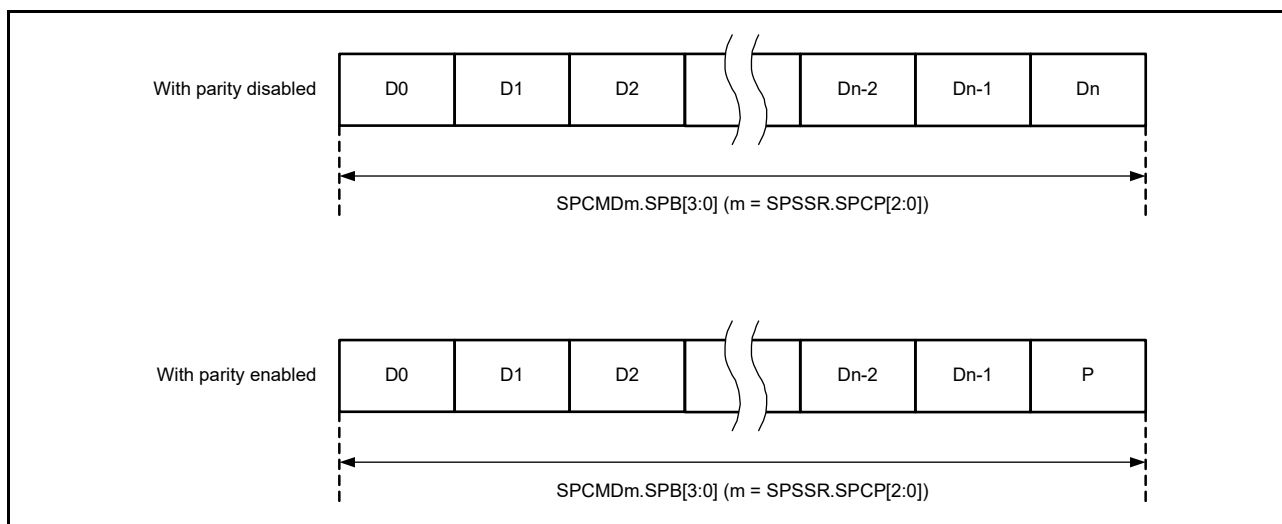 With parity disabled D0 D1 D2 Dn-2 Dn-1 Dn
SPCMDm.SPB[3:0] (m = SPSSR.SPCP[2:0])
With parity enabled D0 D1 D2 Dn-2 Dn-1 P
SPCMDm.SPB[3:0] (m = SPSSR.SPCP[2:0])